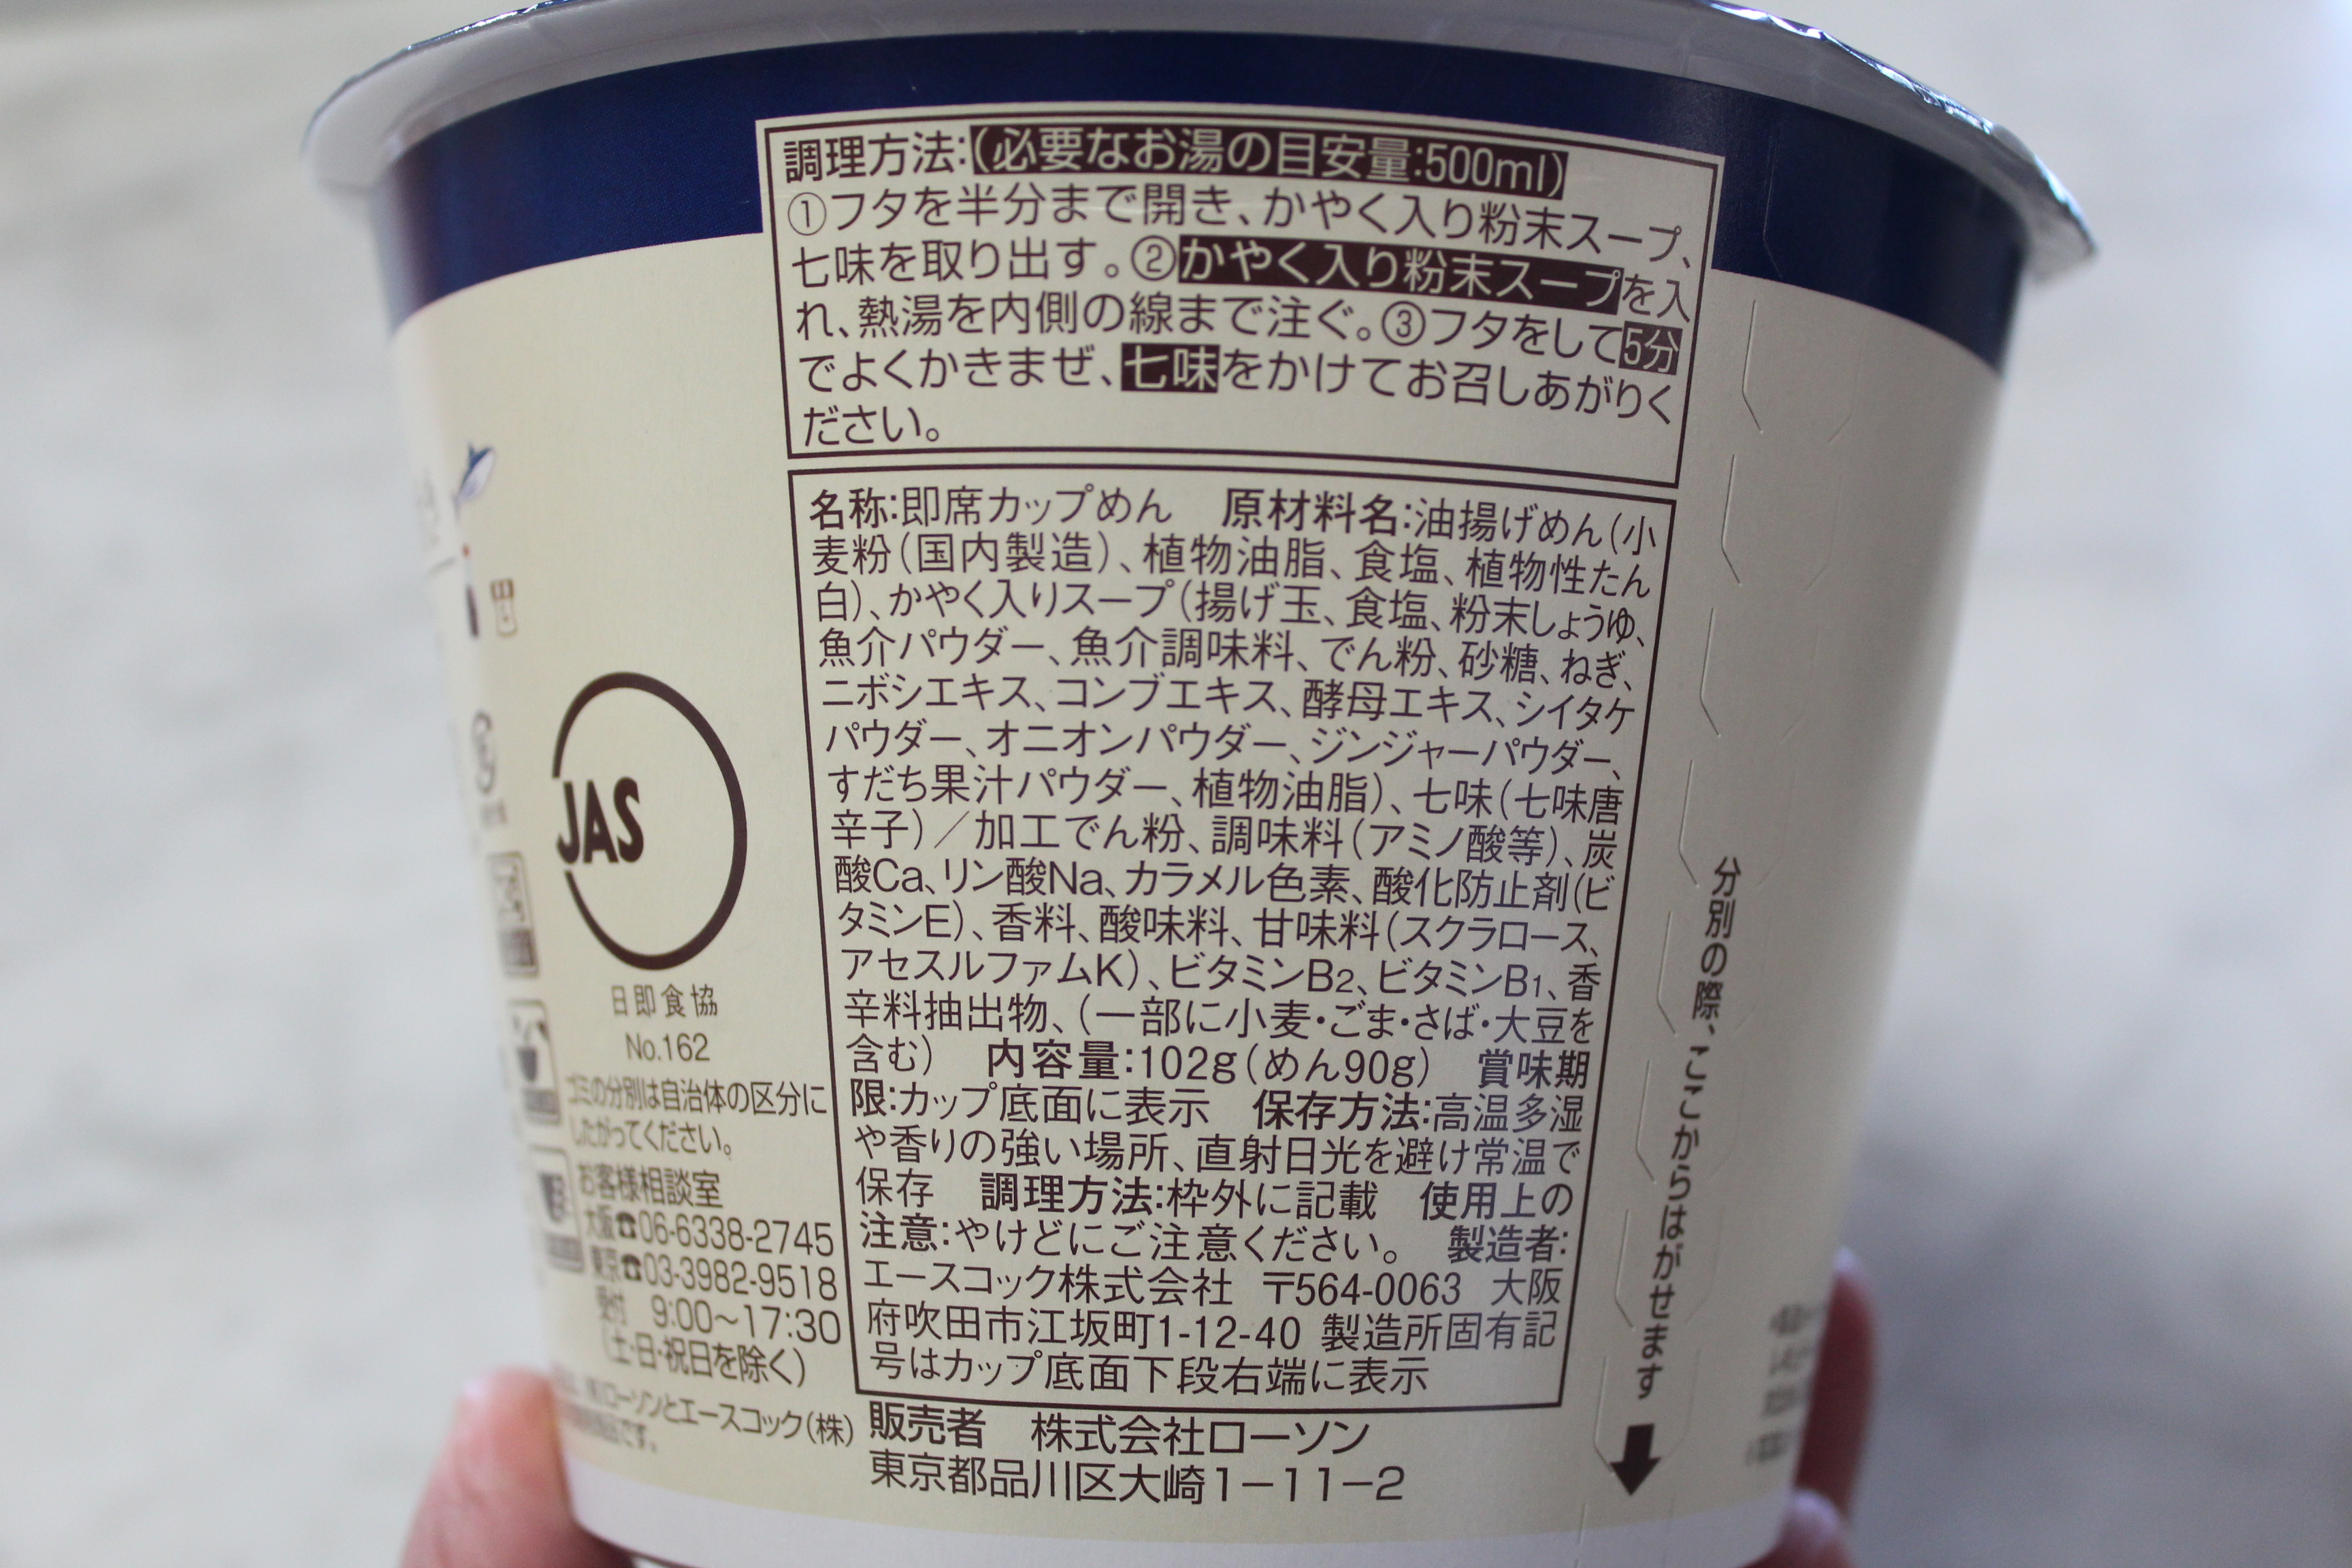 調理方法:(必要なお湯の目安量:500ml)
①フタを半分まで開き、かやく入り粉末スープ、
七味を取り出す。②かやく入り粉末スープを入
れ、熱湯を内側の線まで注ぐ。③フタをして5分
でよくかきまぜ、七味をかけてお召しあがりく
ださい。
名称:即席カップめん 原材料名:油揚げめん(小
麦粉(国内製造)、植物油脂、食塩、植物性たん
白)、かやく入りスープ(揚げ玉、食塩、粉末しょうゆ、
魚介パウダー、魚介調味料、でん粉、砂糖、ねぎ、
ニボシエキス、コンブエキス、酵母エキス、シイタケ
パウダー、オニオンパウダー、ジンジャーパウダー、
すだち果汁パウダー、植物油脂)、七味(七味唐
辛子)/加工でん粉、調味料(アミノ酸等)、炭
酸Ca、リン酸Na、カラメル色素、酸化防止剤(ビ
タミンE)、香料、酸味料、甘味料(スクラロース、
アセスルファムK)、ビタミンB2、ビタミンB1、香
辛料抽出物、(一部に小麦・ごま・さば・大豆を
含む) 内容量:102g(めん90g) 賞味期
限:カップ底面に表示 保存方法:高温多湿
や香りの強い場所、直射日光を避け常温で
保存 調理方法:枠外に記載 使用上の
注意:やけどにご注意ください。 製造者:
エースコック株式会社 〒564-0063 大阪
府吹田市江坂町1-12-40 製造所固有記
号はカップ底面下段右端に表示
販売者 株式会社ローソン
東京都品川区大崎1-11-2
JAS
日即食協
No.162
ゴミの分別は自治体の区分に
したがってください。
お客様相談室
大阪☎06-6338-2745
東京☎03-3982-9518
受付 9:00〜17:30
(土・日・祝日を除く)
ローソンとエースコック(株)
です。
分別の際、ここからはがせます